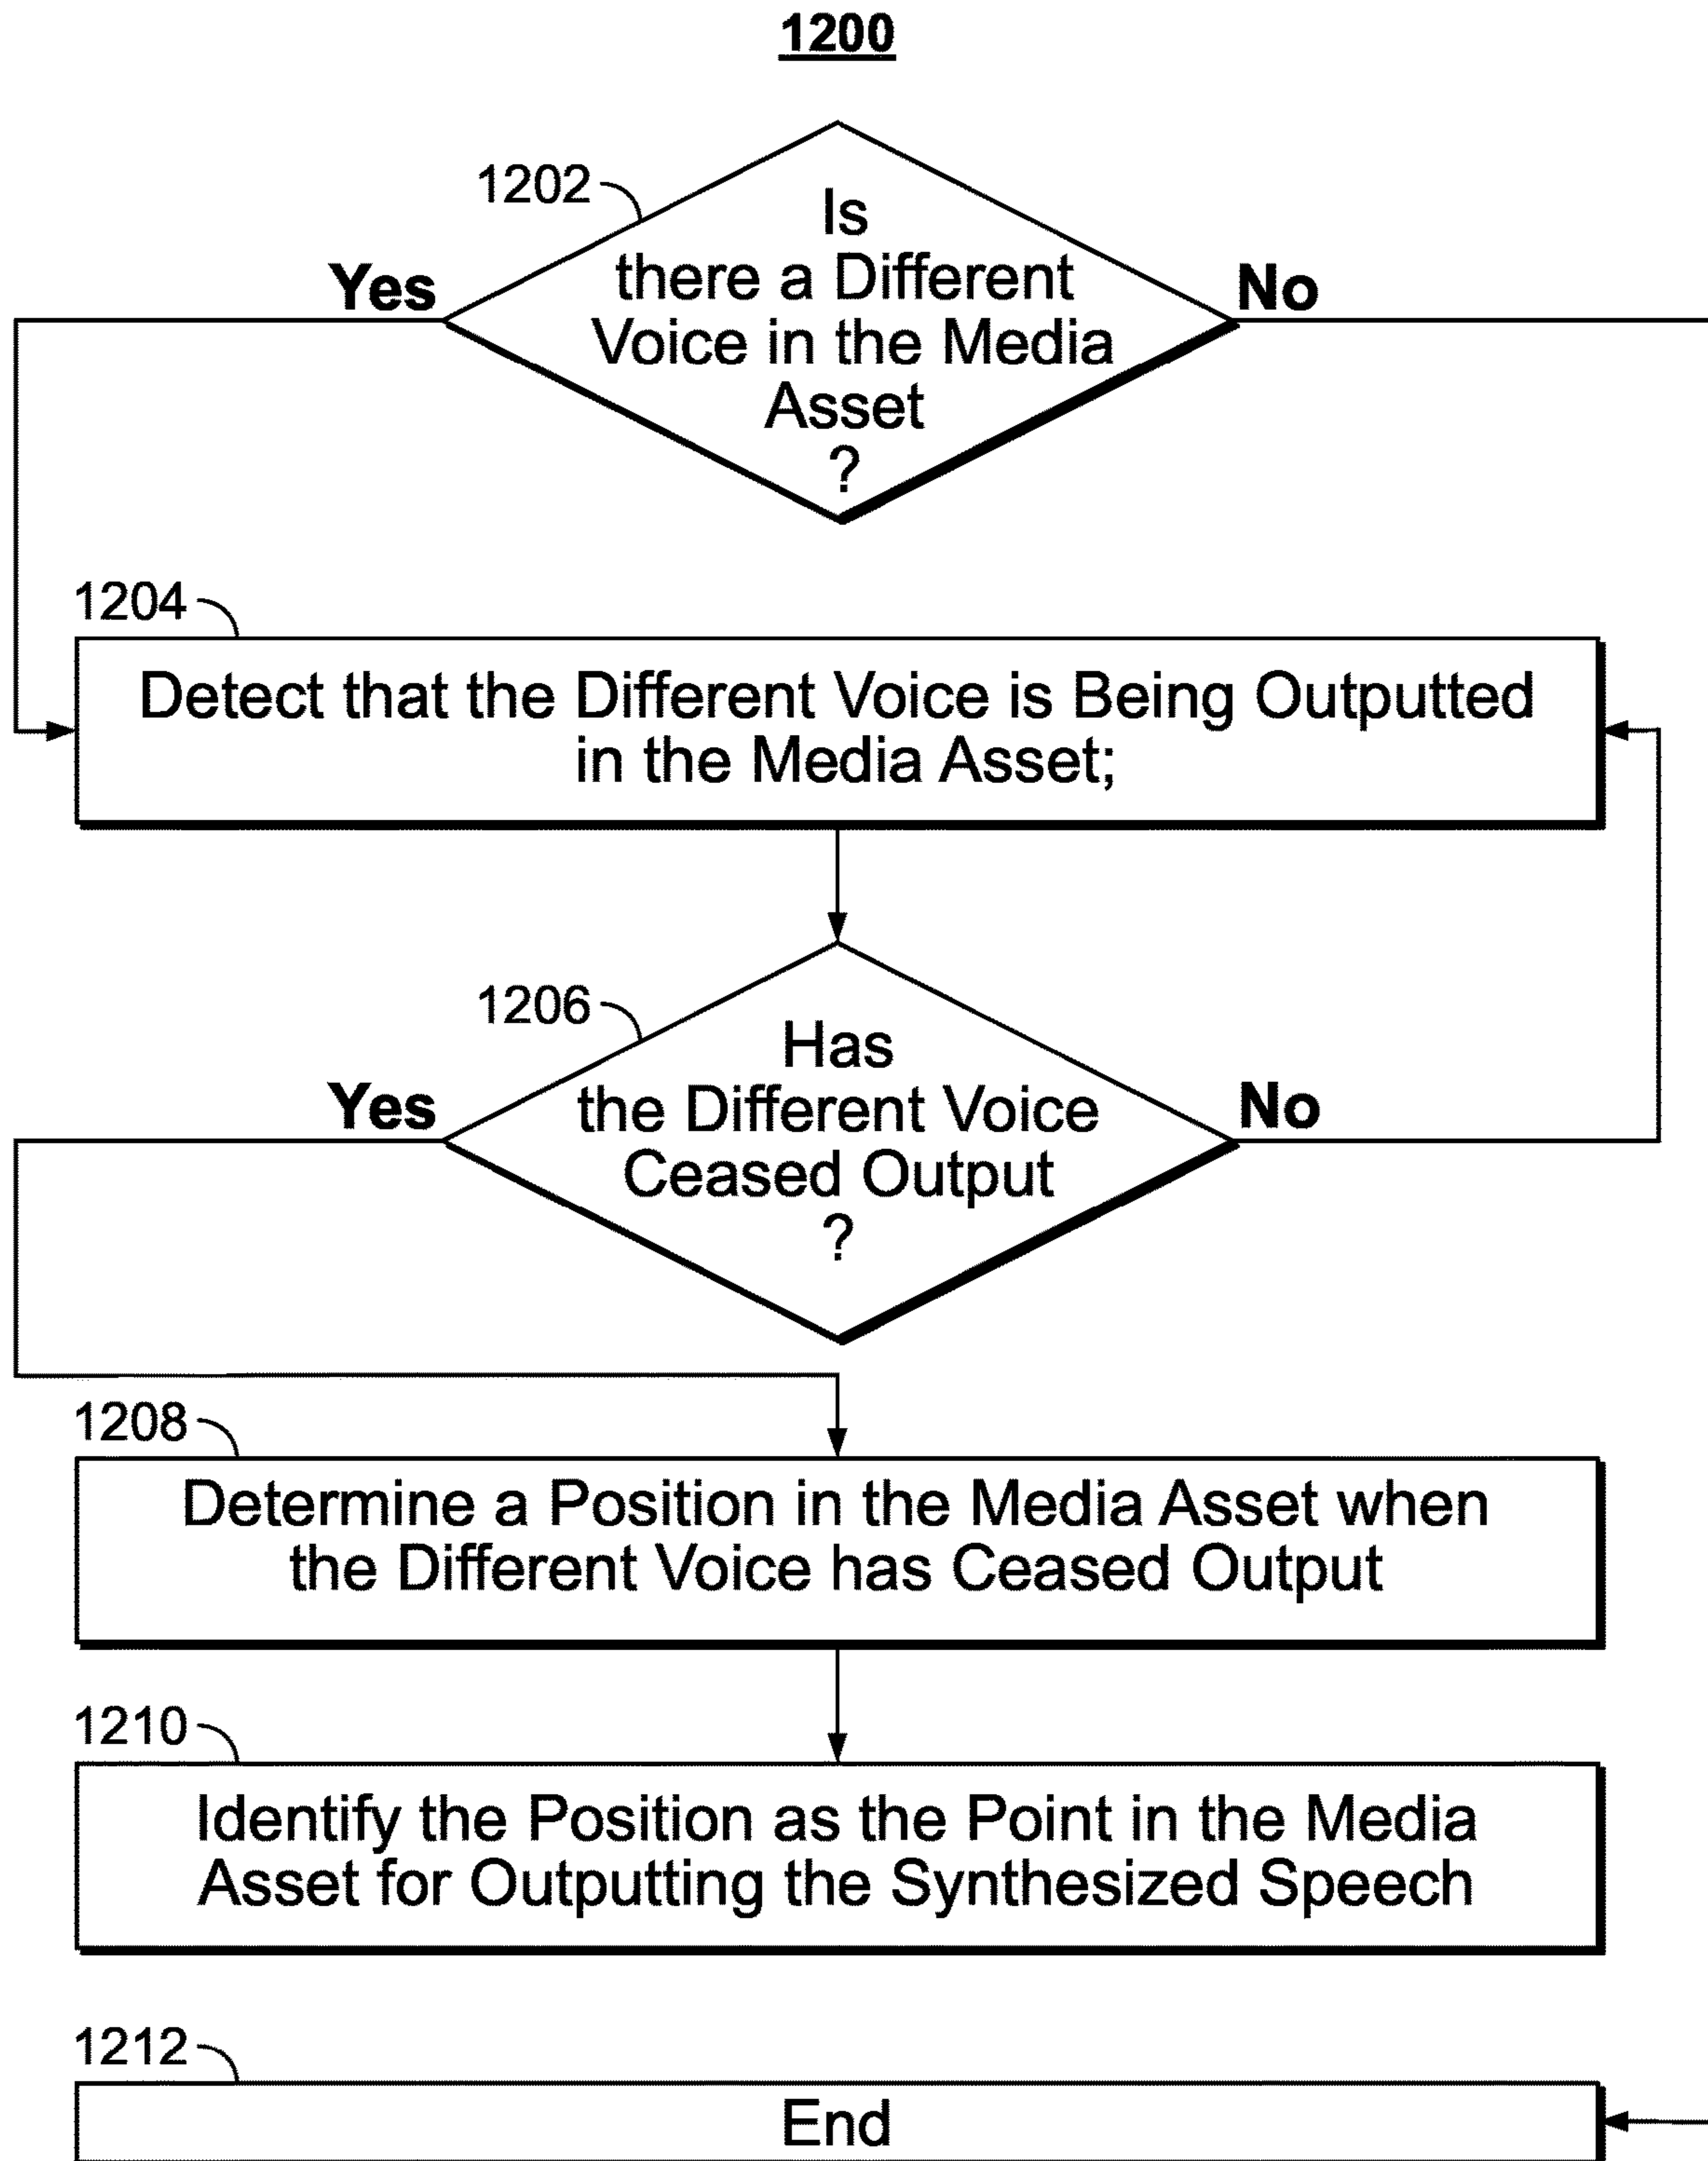 1200
1202
Is
there a Different
Voice in the Media
Asset
?
Yes
No
1204
Detect that the Different Voice is Being Outputted
in the Media Asset;
1206
Has
the Different Voice
Ceased Output
?
Yes
No
1208
Determine a Position in the Media Asset when
the Different Voice has Ceased Output
1210
Identify the Position as the Point in the Media
Asset for Outputting the Synthesized Speech
1212
End